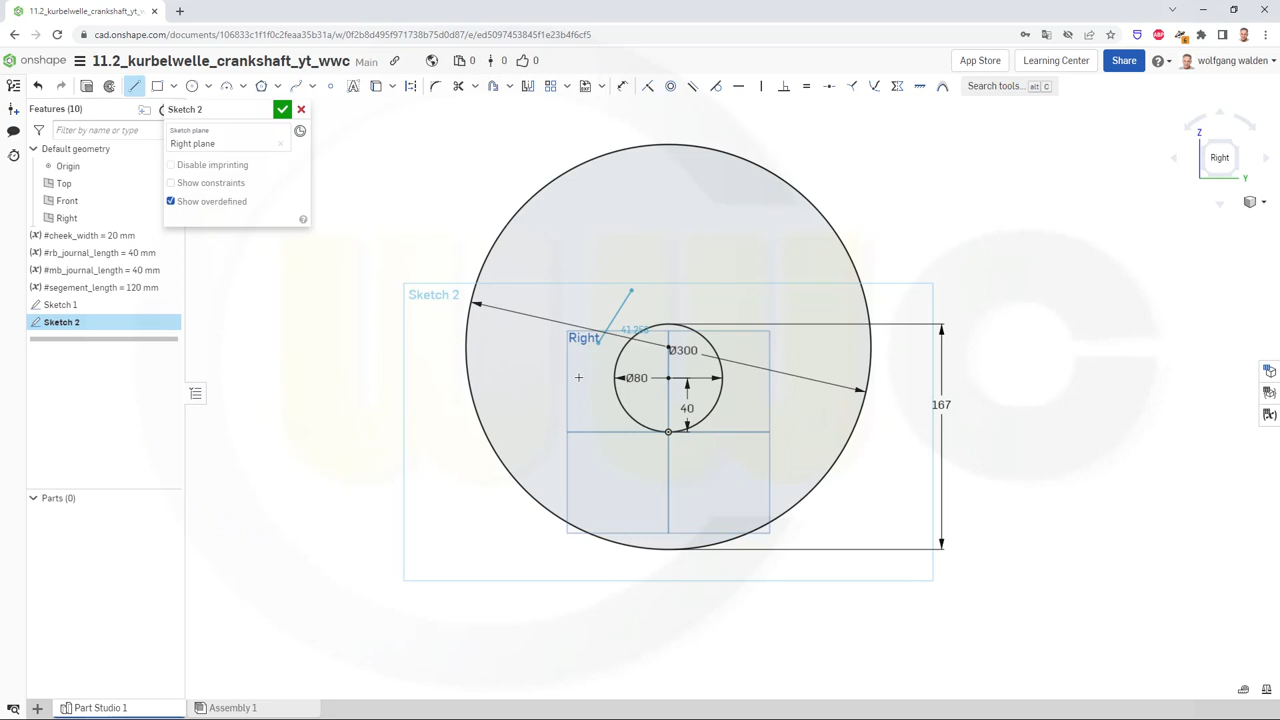 11.2_kurbelwelle_crankshaft_yt_wwc
cad.onshape.com/documents/106833c1f1f0c2feaa35b31a/w/0fd21e8e495f971738b75d0d/e/ed5097453845f1e23b4f6cf5
onshape
11.2_kurbelwelle_crankshaft_yt_wwc Main
0
0
0
App Store
Learning Center
Share
wolfgang walden
Search tools... alt C
Features (10)
Filter by name or type
Default geometry
Origin
Top
Front
Right
(x) #cheek_width = 20 mm
(x) #rb_journal_length = 40 mm
(x) #mb_journal_length = 40 mm
(x) #segement_length = 120 mm
Sketch 1
Sketch 2
Parts (0)
Sketch 2
Sketch plane
Right plane
Disable imprinting
Show constraints
Show overdefined
Sketch 2
Right
Ø300
Ø80
40
167
Z
Right
Y
Part Studio 1
Assembly 1